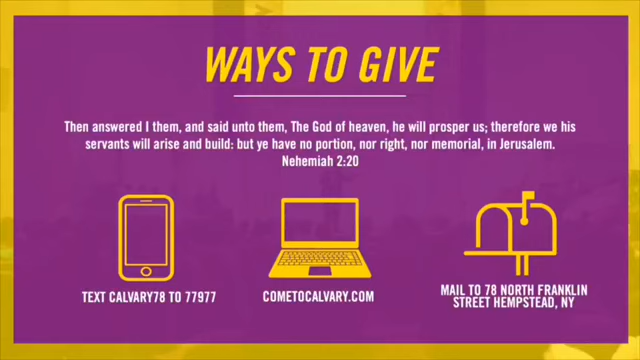 WAYS TO GIVE
Then answered I them, and said unto them, The God of heaven, he will prosper us; therefore we his
servants will arise and build: but ye have no portion, nor right, nor memorial, in Jerusalem.
Nehemiah 2:20
TEXT CALVARY78 TO 77977
COMETOCALVARY.COM
MAIL TO 78 NORTH FRANKLIN
STREET HEMPSTEAD, NY